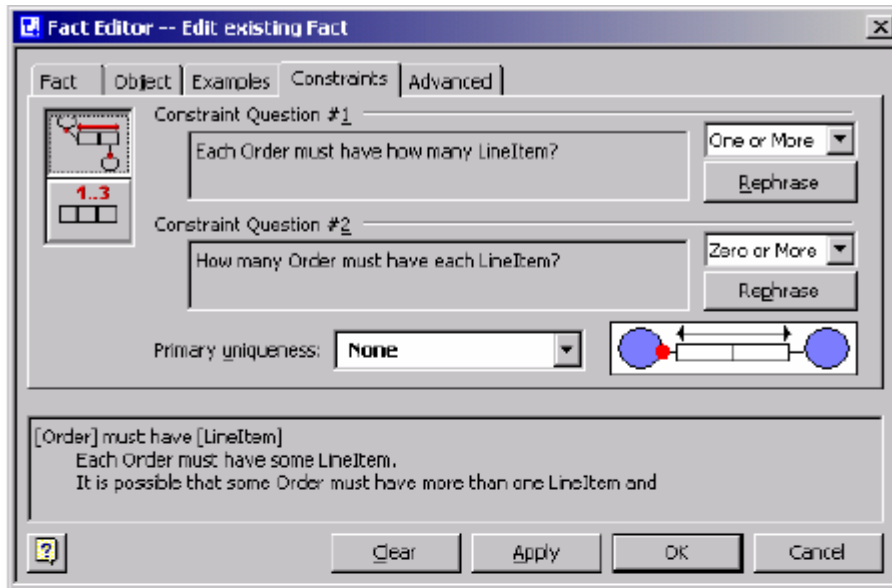 Fact Editor -- Edit existing Fact
Fact Object Examples Constraints Advanced
Constraint Question #1
Each Order must have how many LineItem?
One or More
Rephrase
1..3
Constraint Question #2
How many Order must have each LineItem?
Zero or More
Rephrase
Primary uniqueness: None
[Order] must have [LineItem]
Each Order must have some LineItem.
It is possible that some Order must have more than one LineItem and
Clear Apply OK Cancel